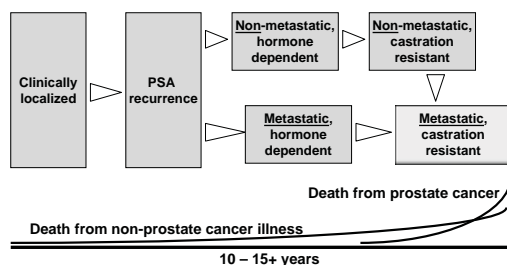 Clinically
localized
PSA
recurrence
Non-metastatic,
hormone
dependent
Non-metastatic,
castration
resistant
Metastatic,
hormone
dependent
Metastatic,
castration
resistant
Death from prostate cancer
Death from non-prostate cancer illness
10 – 15+ years